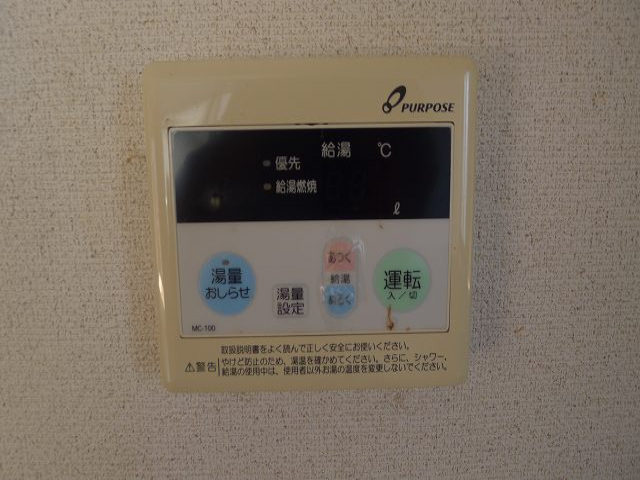 PURPOSE
給湯 ℃
優先
給湯燃焼
ℓ
湯量
おしらせ
湯量
設定
あつく
給湯
ぬるく
運転
入／切
MC-100
取扱説明書をよく読んで正しく安全にお使いください。
⚠警告
やけど防止のため、湯温を確かめてください。さらに、シャワー、
給湯の使用中は、使用者以外お湯の温度を変更しないでください。